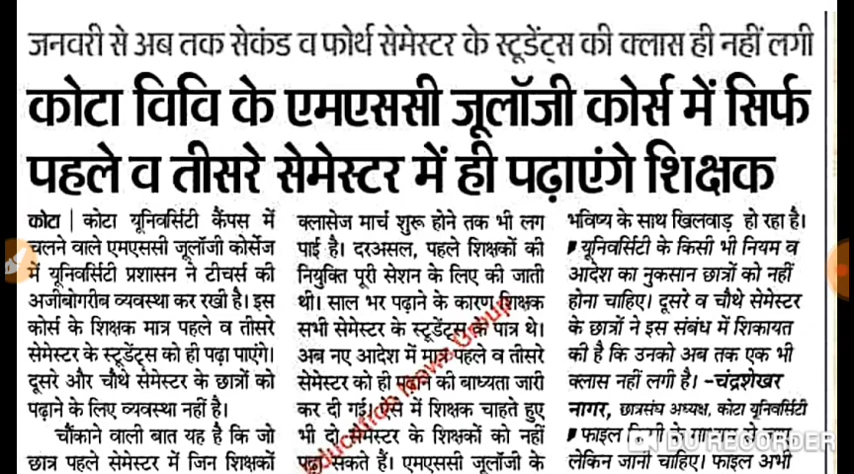 जनवरी से अब तक सेकंड व फोर्थ सेमेस्टर के स्टूडेंट्स की क्लास ही नहीं लगी
कोटा विवि के एमएससी जूलॉजी कोर्स में सिर्फ
पहले व तीसरे सेमेस्टर में ही पढ़ाएंगे शिक्षक
कोटा | कोटा यूनिवर्सिटी कैंपस में
चलने वाले एमएससी जूलॉजी कोर्सेज
में यूनिवर्सिटी प्रशासन ने टीचर्स की
अजीबोगरीब व्यवस्था कर रखी है। इस
कोर्स के शिक्षक मात्र पहले व तीसरे
सेमेस्टर के स्टूडेंट्स को ही पढ़ा पाएंगे।
दूसरे और चौथे सेमेस्टर के छात्रों को
पढ़ाने के लिए व्यवस्था नहीं है।
चौंकाने वाली बात यह है कि जो
छात्र पहले सेमेस्टर में जिन शिक्षकों
क्लासेज मार्च शुरू होने तक भी लग
पाई है। दरअसल, पहले शिक्षकों की
नियुक्ति पूरी सेशन के लिए की जाती
थी। साल भर पढ़ाने के कारण शिक्षक
सभी सेमेस्टर के स्टूडेंट्स के पात्र थे।
अब नए आदेश में मात्र पहले व तीसरे
सेमेस्टर को ही पढ़ाने की बाध्यता जारी
कर दी गई। ऐसे में शिक्षक चाहते हुए
भी दो सेमेस्टर के शिक्षकों को नहीं
पढ़ा सकते हैं। एमएससी जूलॉजी के
भविष्य के साथ खिलवाड़ हो रहा है।
यूनिवर्सिटी के किसी भी नियम व
आदेश का नुकसान छात्रों को नहीं
होना चाहिए। दूसरे व चौथे सेमेस्टर
के छात्रों ने इस संबंध में शिकायत
की है कि उनको अब तक एक भी
क्लास नहीं लगी है। -चंद्रशेखर
नागर, छात्रसंघ अध्यक्ष, कोटा यूनिवर्सिटी
फाइल किसी के
लेकिन जानी चाहिए। फाइल अभी
Education News Group
DU RECORDER